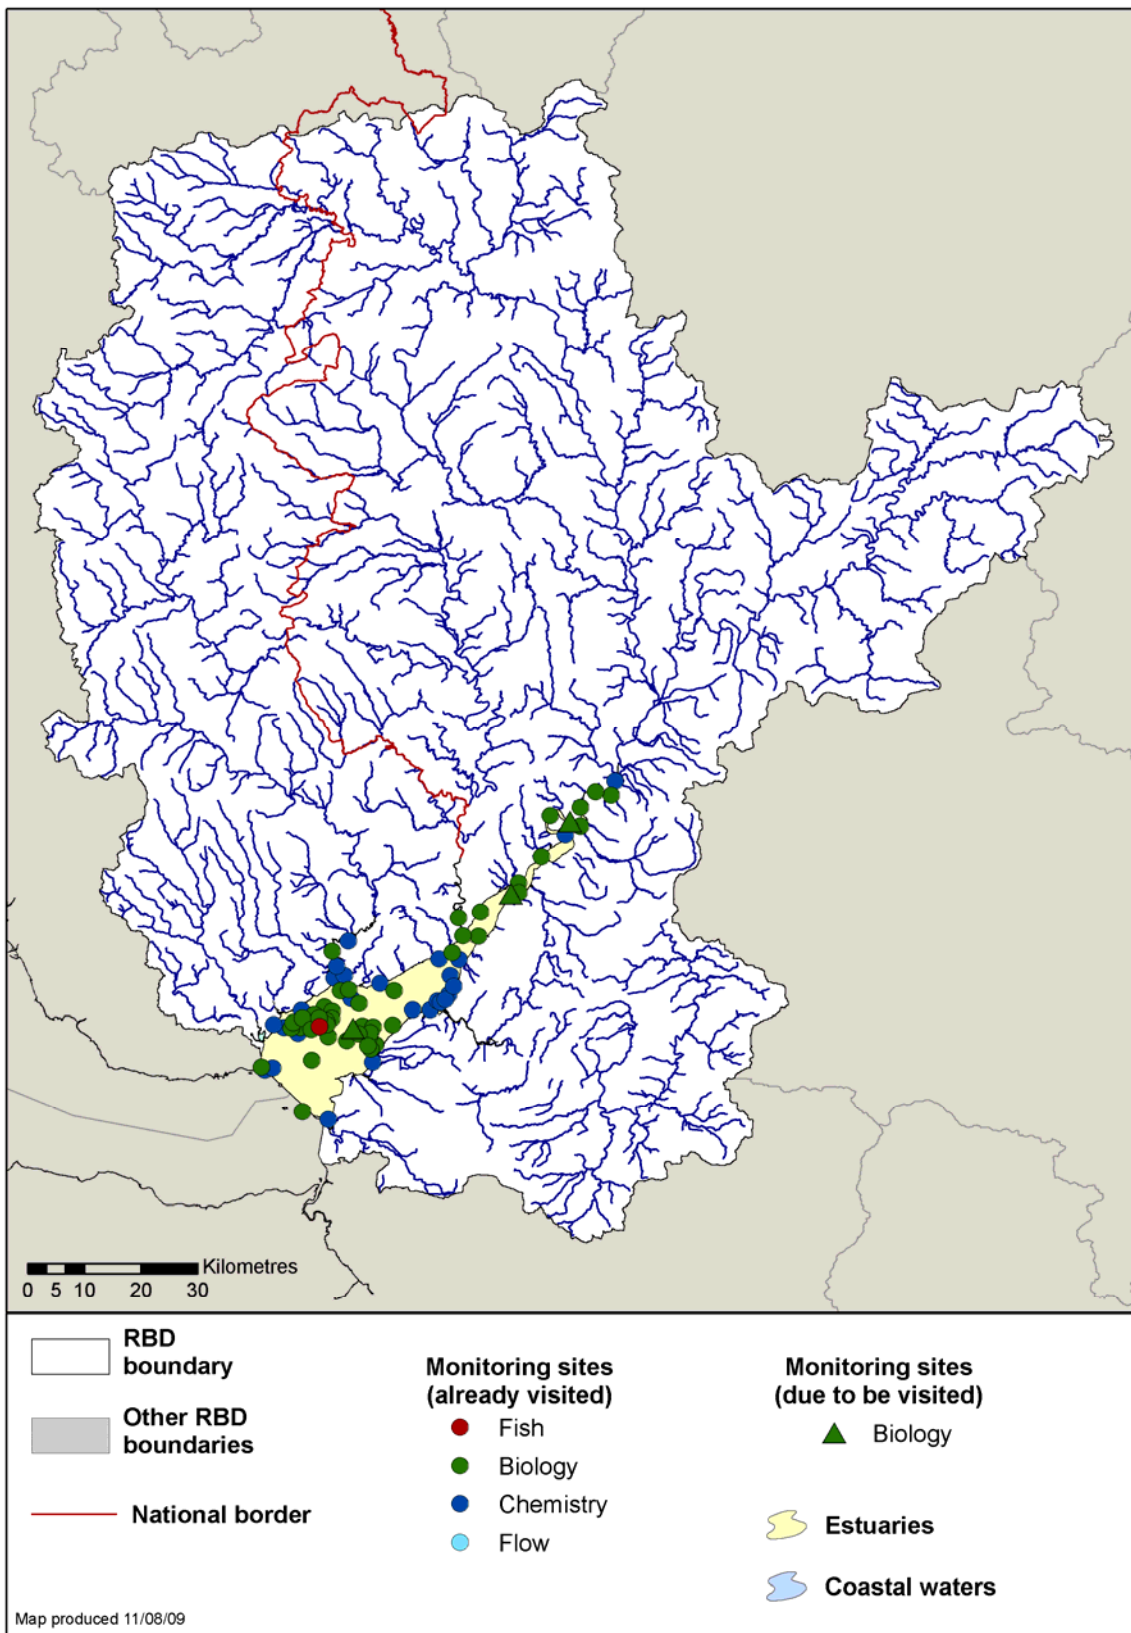 Kilometres
0 5 10 20 30
RBD
boundary
Other RBD
boundaries
National border
Monitoring sites
(already visited)
Fish
Biology
Chemistry
Flow
Monitoring sites
(due to be visited)
Biology
Estuaries
Coastal waters
Map produced 11/08/09